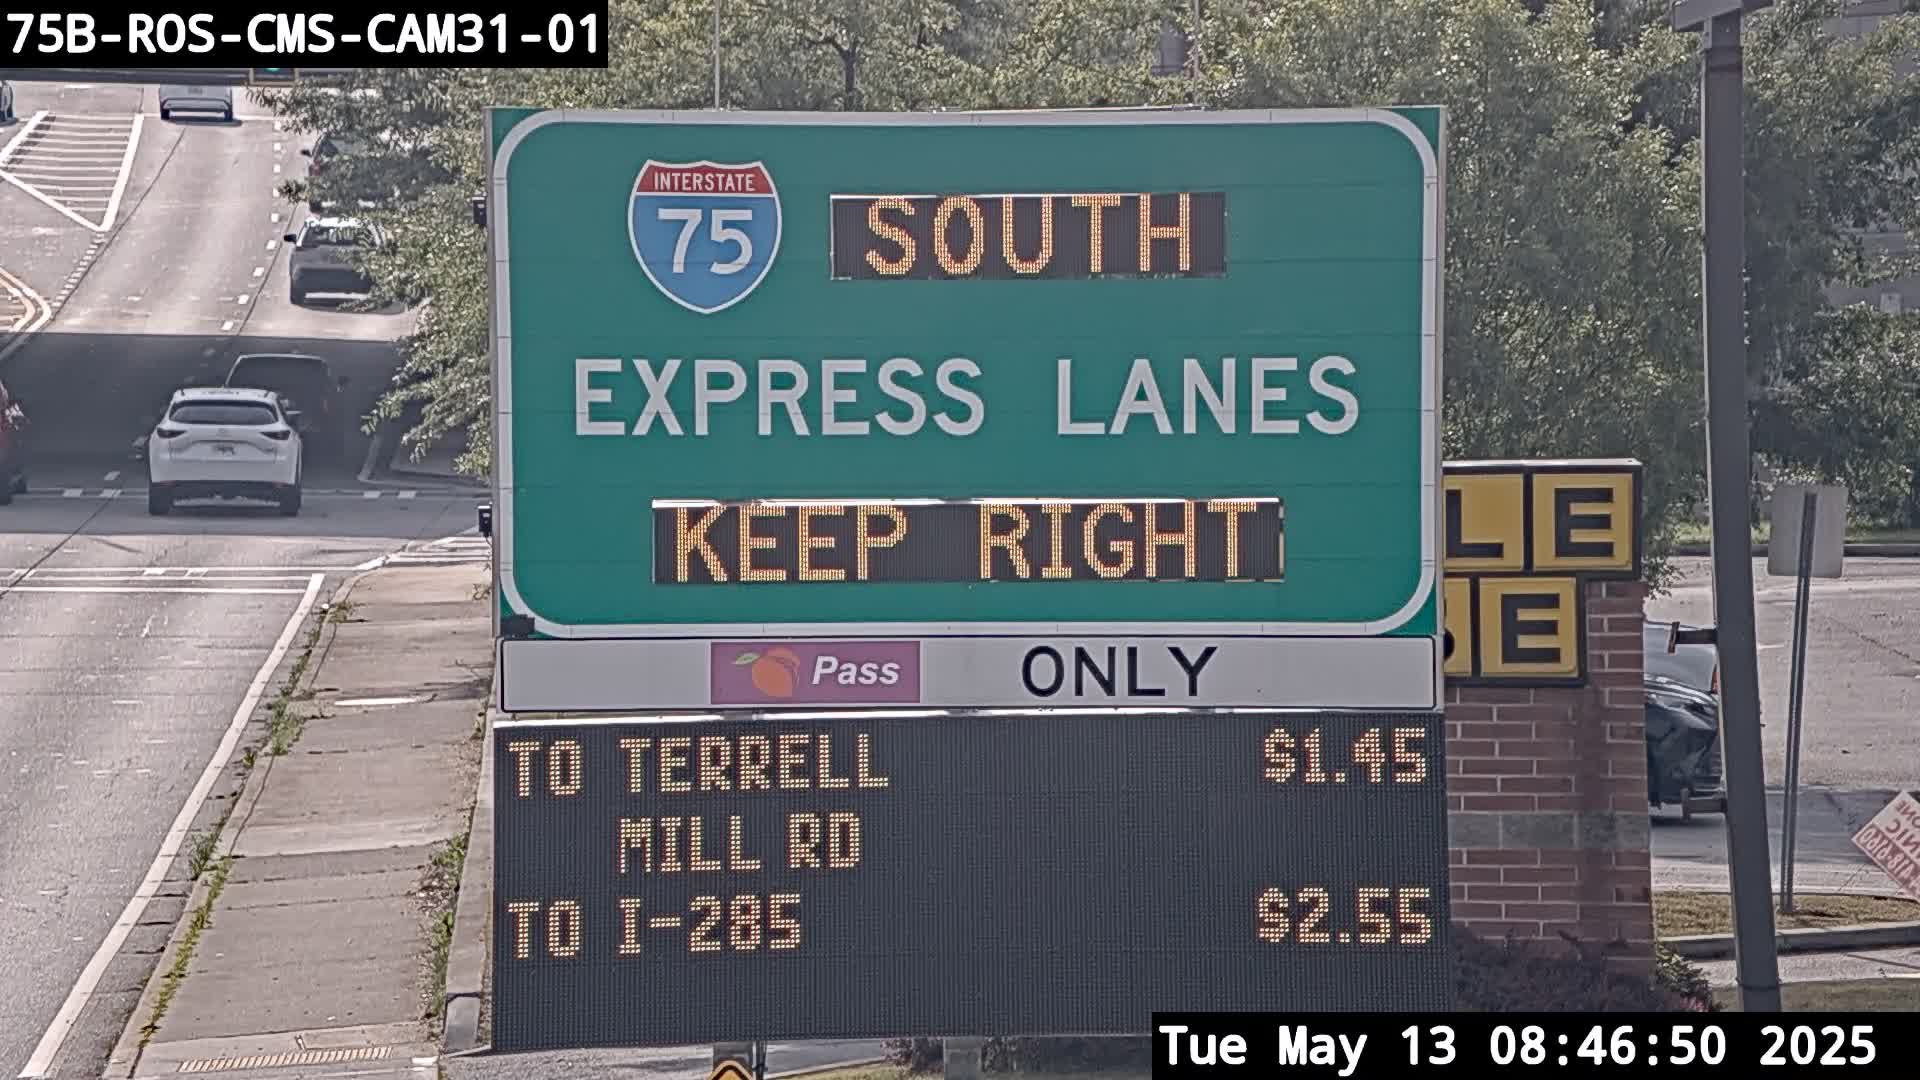 75B-ROS-CMS-CAM31-01
INTERSTATE
75
SOUTH
EXPRESS LANES
KEEP RIGHT
Pass ONLY
TO TERRELL $1.45
MILL RD
TO I-285 $2.55
LE
E
Tue May 13 08:46:50 2025